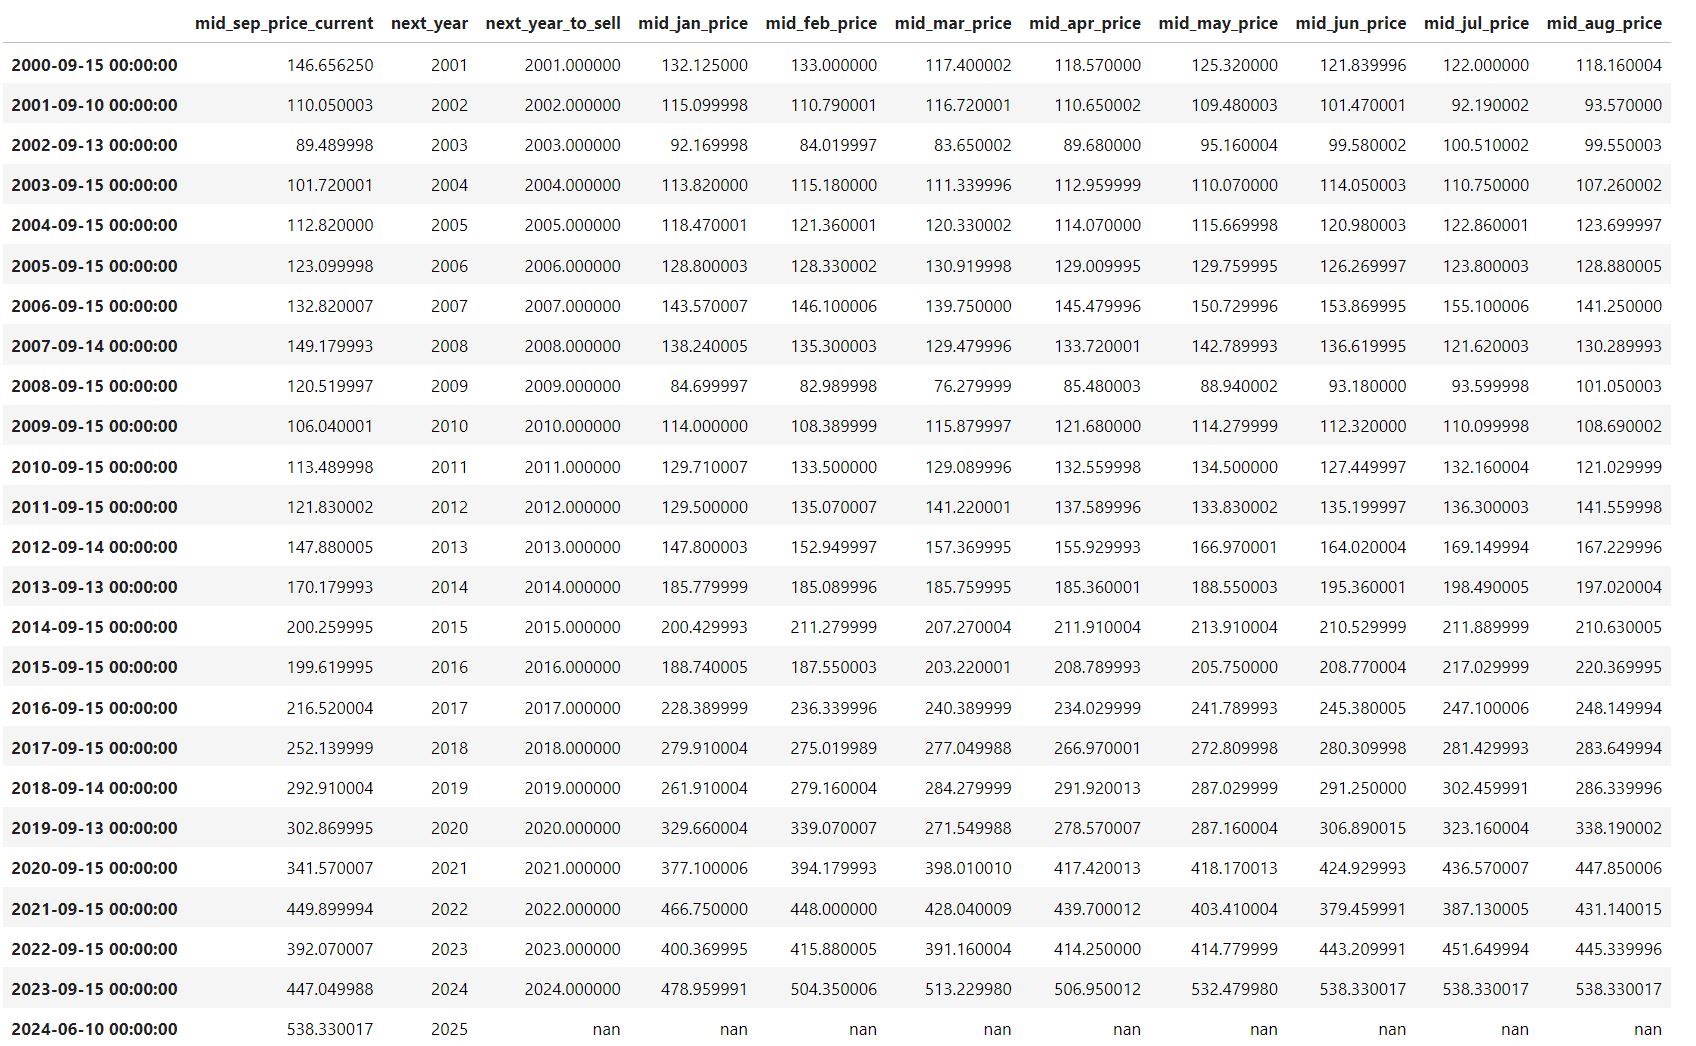 mid_sep_price_current next_year next_year_to_sell mid_jan_price mid_feb_price mid_mar_price mid_apr_price mid_may_price mid_jun_price mid_jul_price mid_aug_price
2000-09-15 00:00:00 146.656250 2001 2001.000000 132.125000 133.000000 117.400002 118.570000 125.320000 121.839996 122.000000 118.160004
2001-09-10 00:00:00 110.050003 2002 2002.000000 115.099998 110.790001 116.720001 110.650002 109.480003 101.470001 92.190002 93.570000
2002-09-13 00:00:00 89.489998 2003 2003.000000 92.169998 84.019997 83.650002 89.680000 95.160004 99.580002 100.510002 99.550003
2003-09-15 00:00:00 101.720001 2004 2004.000000 113.820000 115.180000 111.339996 112.959999 110.070000 114.050003 110.750000 107.260002
2004-09-15 00:00:00 112.820000 2005 2005.000000 118.470001 121.360001 120.330002 114.070000 115.669998 120.980003 122.860001 123.699997
2005-09-15 00:00:00 123.099998 2006 2006.000000 128.800003 128.330002 130.919998 129.009995 129.759995 126.269997 123.800003 128.880005
2006-09-15 00:00:00 132.820007 2007 2007.000000 143.570007 146.100006 139.750000 145.479996 150.729996 153.869995 155.100006 141.250000
2007-09-14 00:00:00 149.179993 2008 2008.000000 138.240005 135.300003 129.479996 133.720001 142.789993 136.619995 121.620003 130.289993
2008-09-15 00:00:00 120.519997 2009 2009.000000 84.699997 82.989998 76.279999 85.480003 88.940002 93.180000 93.599998 101.050003
2009-09-15 00:00:00 106.040001 2010 2010.000000 114.000000 108.389999 115.879997 121.680000 114.279999 112.320000 110.099998 108.690002
2010-09-15 00:00:00 113.489998 2011 2011.000000 129.710007 133.500000 129.089996 132.559998 134.500000 127.449997 132.160004 121.029999
2011-09-15 00:00:00 121.830002 2012 2012.000000 129.500000 135.070007 141.220001 137.589996 133.830002 135.199997 136.300003 141.559998
2012-09-14 00:00:00 147.880005 2013 2013.000000 147.800003 152.949997 157.369995 155.929993 166.970001 164.020004 169.149994 167.229996
2013-09-13 00:00:00 170.179993 2014 2014.000000 185.779999 185.089996 185.759995 185.360001 188.550003 195.360001 198.490005 197.020004
2014-09-15 00:00:00 200.259995 2015 2015.000000 200.429993 211.279999 207.270004 211.910004 213.910004 210.529999 211.889999 210.630005
2015-09-15 00:00:00 199.619995 2016 2016.000000 188.740005 187.550003 203.220001 208.789993 205.750000 208.770004 217.029999 220.369995
2016-09-15 00:00:00 216.520004 2017 2017.000000 228.389999 236.339996 240.389999 234.029999 241.789993 245.380005 247.100006 248.149994
2017-09-15 00:00:00 252.139999 2018 2018.000000 279.910004 275.019989 277.049988 266.970001 272.809998 280.309998 281.429993 283.649994
2018-09-14 00:00:00 292.910004 2019 2019.000000 261.910004 279.160004 284.279999 291.920013 287.029999 291.250000 302.459991 286.339996
2019-09-13 00:00:00 302.869995 2020 2020.000000 329.660004 339.070007 271.549988 278.570007 287.160004 306.890015 323.160004 338.190002
2020-09-15 00:00:00 341.570007 2021 2021.000000 377.100006 394.179993 398.010010 417.420013 418.170013 424.929993 436.570007 447.850006
2021-09-15 00:00:00 449.899994 2022 2022.000000 466.750000 448.000000 428.040009 439.700012 403.410004 379.459991 387.130005 431.140015
2022-09-15 00:00:00 392.070007 2023 2023.000000 400.369995 415.880005 391.160004 414.250000 414.779999 443.209991 451.649994 445.339996
2023-09-15 00:00:00 447.049988 2024 2024.000000 478.959991 504.350006 513.229980 506.950012 532.479980 538.330017 538.330017 538.330017
2024-06-10 00:00:00 538.330017 2025 nan nan nan nan nan nan nan nan nan